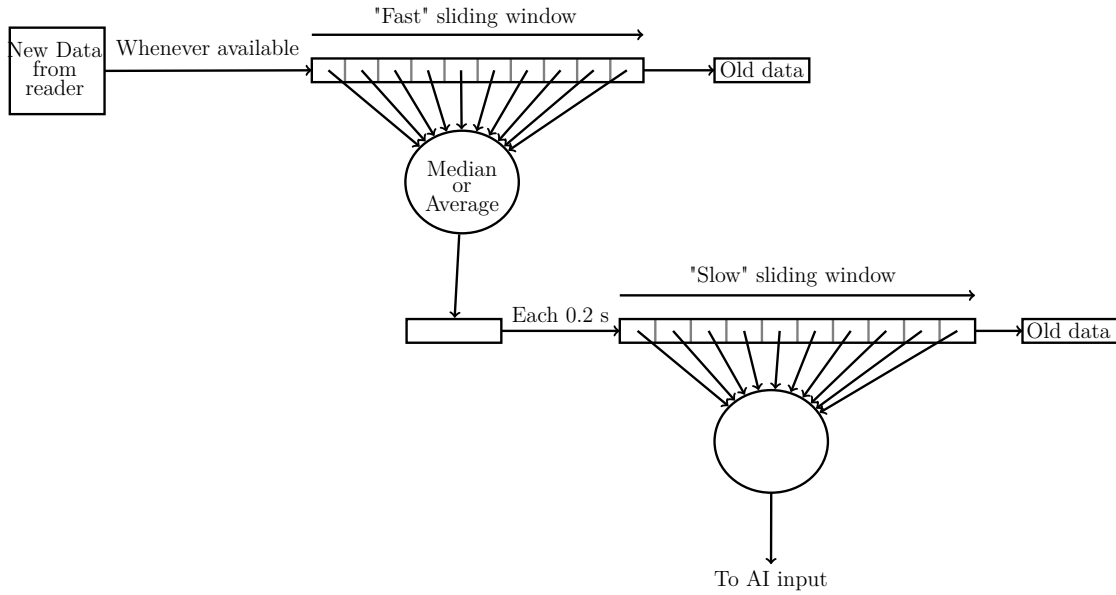 "Fast" sliding window
New Data
from
reader
Whenever available
Old data
Median
or
Average
"Slow" sliding window
Each 0.2 s
Old data
To AI input